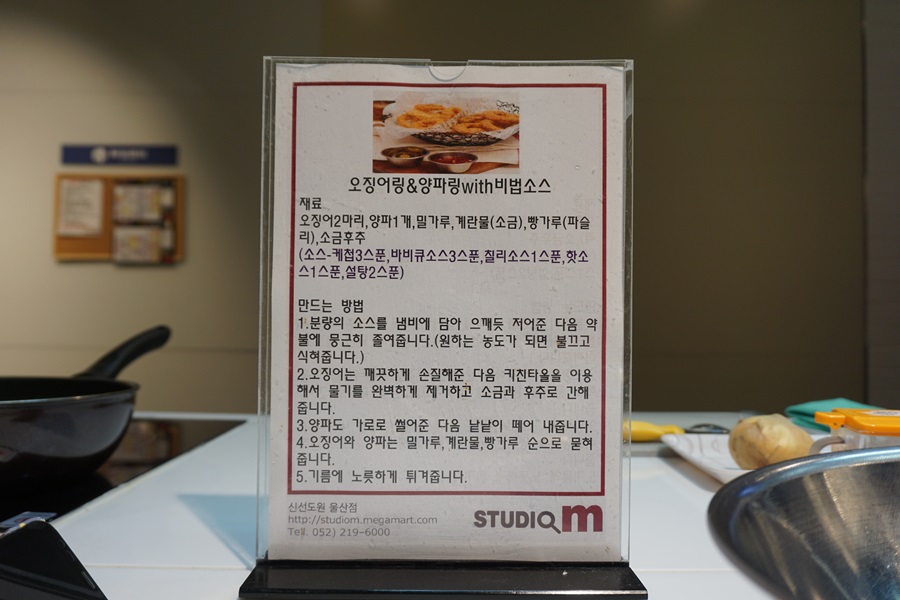 오징어링&양파링with비법소스
재료
오징어2마리,양파1개,밀가루,계란물(소금),빵가루(파슬
리),소금후추
(소스-케첩3스푼,바비큐소스3스푼,칠리소스1스푼,핫소
스1스푼,설탕2스푼)
만드는 방법
1.분량의 소스를 냄비에 담아 으깨듯 저어준 다음 약
불에 뭉근히 졸여줍니다.(원하는 농도가 되면 불끄고
식혀줍니다.)
2.오징어는 깨끗하게 손질해준 다음 키친타올을 이용
해서 물기를 완벽하게 제거하고 소금과 후추로 간해
줍니다.
3.양파도 가로로 썰어준 다음 낱낱이 떼어 내줍니다.
4.오징어와 양파는 밀가루,계란물,빵가루 순으로 묻혀
줍니다.
5.기름에 노릇하게 튀겨줍니다.
신선도원 울산점
http://studiom.megamart.com
Tell. 052) 219-6000
STUDIO m